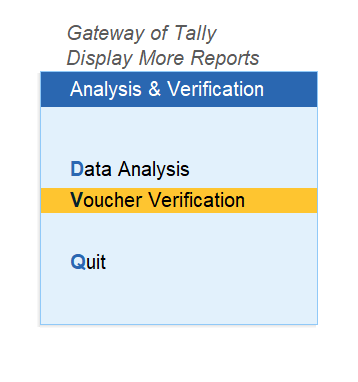 Gateway of Tally
Display More Reports
Analysis & Verification
Data Analysis
Voucher Verification
Quit